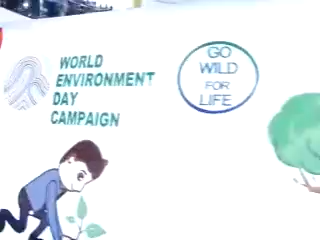 WORLD
ENVIRONMENT
DAY
CAMPAIGN
GO
WILD
FOR
LIFE